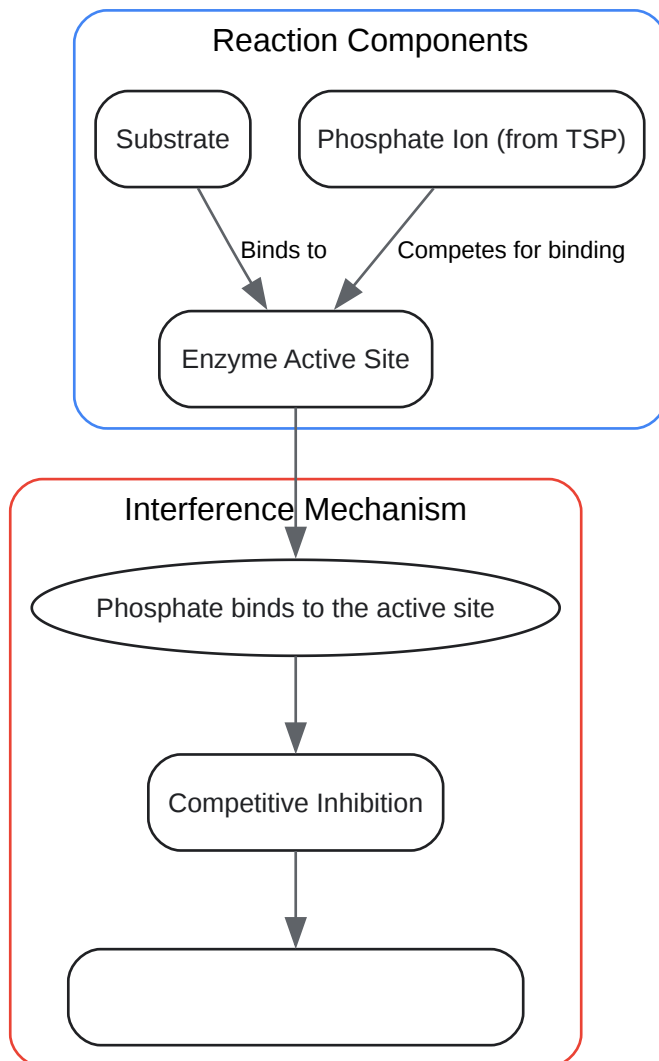 Reaction Components
Substrate
Phosphate Ion (from TSP)
Binds to
Competes for binding
Enzyme Active Site
Interference Mechanism
Phosphate binds to the active site
Competitive Inhibition